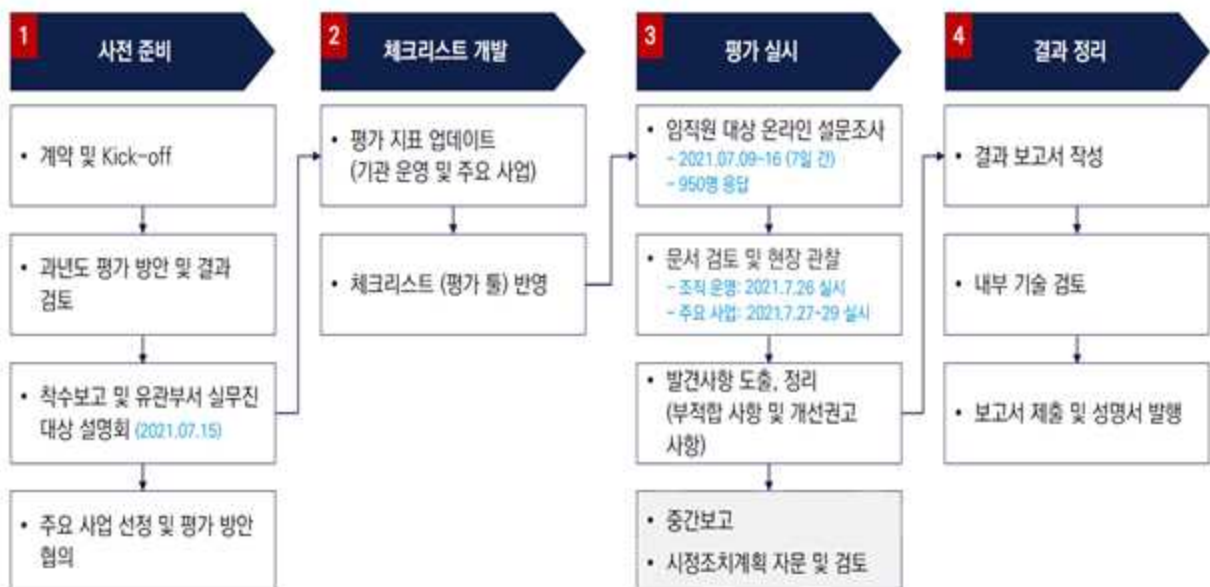 1
사전 준비
• 계약 및 Kick-off
• 과년도 평가 방안 및 결과
검토
• 착수보고 및 유관부서 실무진
대상 설명회 (2021.07.15)
• 주요 사업 선정 및 평가 방안
협의
2
체크리스트 개발
• 평가 지표 업데이트
(기관 운영 및 주요 사업)
• 체크리스트 (평가 툴) 반영
3
평가 실시
• 임직원 대상 온라인 설문조사
- 2021.07.09~16 (7일 간)
- 950명 응답
• 문서 검토 및 현장 관찰
- 조직 운영: 2021.7.26 실시
- 주요 사업: 2021.7.27~29 실시
• 발견사항 도출, 정리
(부적합 사항 및 개선권고
사항)
• 중간보고
• 시정조치계획 자문 및 검토
4
결과 정리
• 결과 보고서 작성
• 내부 기술 검토
• 보고서 제출 및 성명서 발행